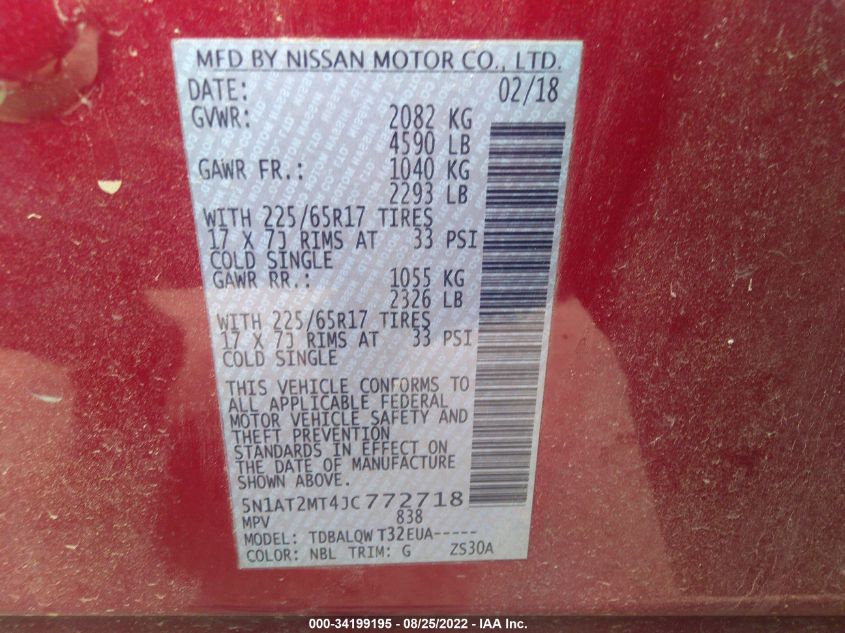 MFD BY NISSAN MOTOR CO., LTD.
DATE: 02/18
GVWR: 2082 KG
4590 LB
GAWR FR.: 1040 KG
2293 LB
WITH 225/65R17 TIRES
17 X 7J RIMS AT 33 PSI
COLD SINGLE
GAWR RR.: 1055 KG
2326 LB
WITH 225/65R17 TIRES
17 X 7J RIMS AT 33 PSI
COLD SINGLE
THIS VEHICLE CONFORMS TO
ALL APPLICABLE FEDERAL
MOTOR VEHICLE SAFETY AND
THEFT PREVENTION
STANDARDS IN EFFECT ON
THE DATE OF MANUFACTURE
SHOWN ABOVE.
5N1AT2MT4JC772718
MPV 838
MODEL: TDBALQW T32EUA-----
COLOR: NBL TRIM: G ZS30A
000-34199195 - 08/25/2022 - IAA Inc.